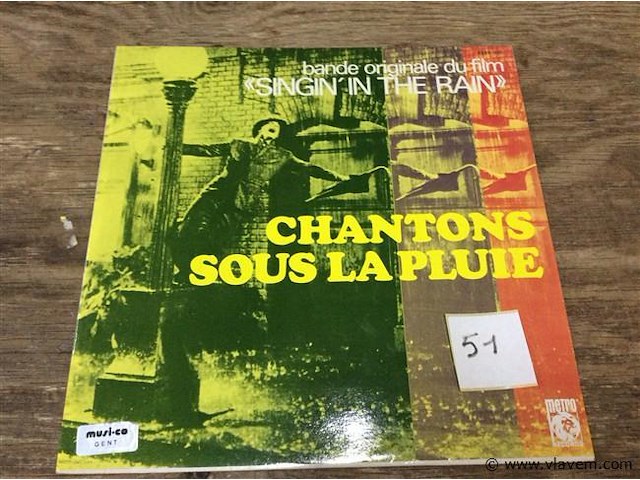 bande originale du film
«SINGIN' IN THE RAIN»
CHANTONS
SOUS LA PLUIE
51
METRO
musi-co
GENT
© www.vlavem.com